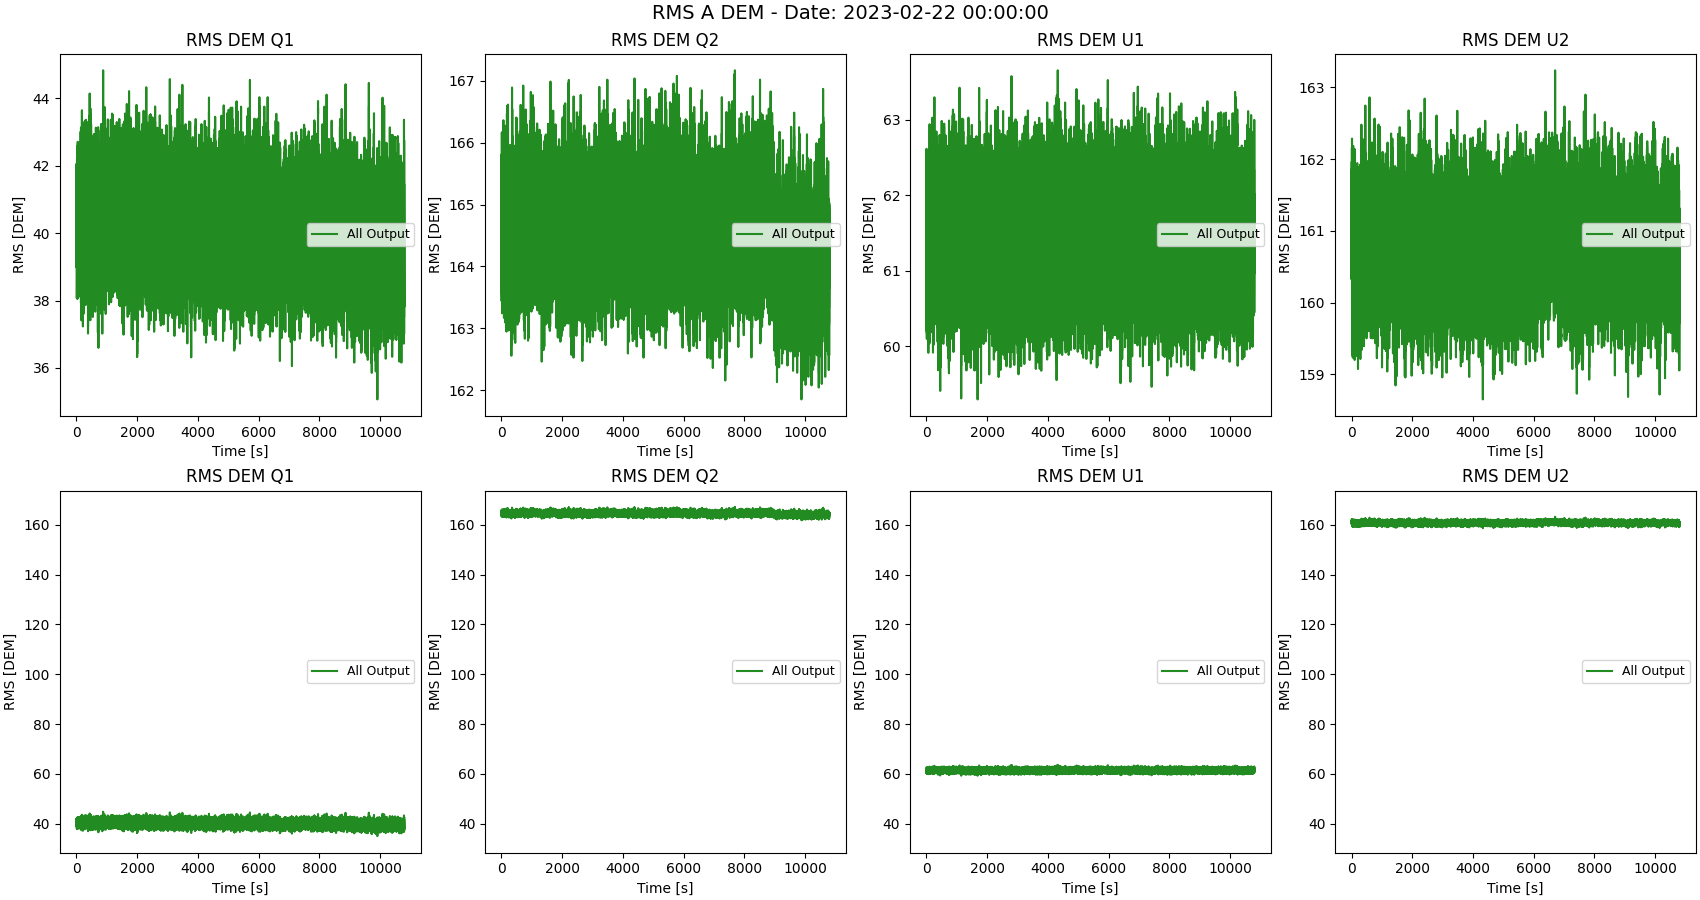 RMS A DEM - Date: 2023-02-22 00:00:00
RMS DEM Q1
RMS [DEM]
44
42
40
38
36
All Output
0 2000 4000 6000 8000 10000
Time [s]
RMS DEM Q2
RMS [DEM]
167
166
165
164
163
162
All Output
0 2000 4000 6000 8000 10000
Time [s]
RMS DEM U1
RMS [DEM]
63
62
61
60
All Output
0 2000 4000 6000 8000 10000
Time [s]
RMS DEM U2
RMS [DEM]
163
162
161
160
159
All Output
0 2000 4000 6000 8000 10000
Time [s]
RMS DEM Q1
RMS [DEM]
160
140
120
100
80
60
40
All Output
0 2000 4000 6000 8000 10000
Time [s]
RMS DEM Q2
RMS [DEM]
160
140
120
100
80
60
40
All Output
0 2000 4000 6000 8000 10000
Time [s]
RMS DEM U1
RMS [DEM]
160
140
120
100
80
60
40
All Output
0 2000 4000 6000 8000 10000
Time [s]
RMS DEM U2
RMS [DEM]
160
140
120
100
80
60
40
All Output
0 2000 4000 6000 8000 10000
Time [s]